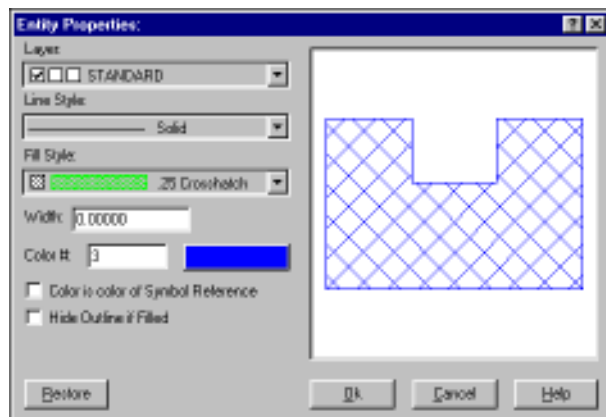 Entity Properties:
Layer:
STANDARD
Line Style:
Solid
Fill Style:
.25 Crosshatch
Width: 0.00000
Color #: 3
Color is color of Symbol Reference
Hide Outline if Filled
Restore
Ok
Cancel
Help